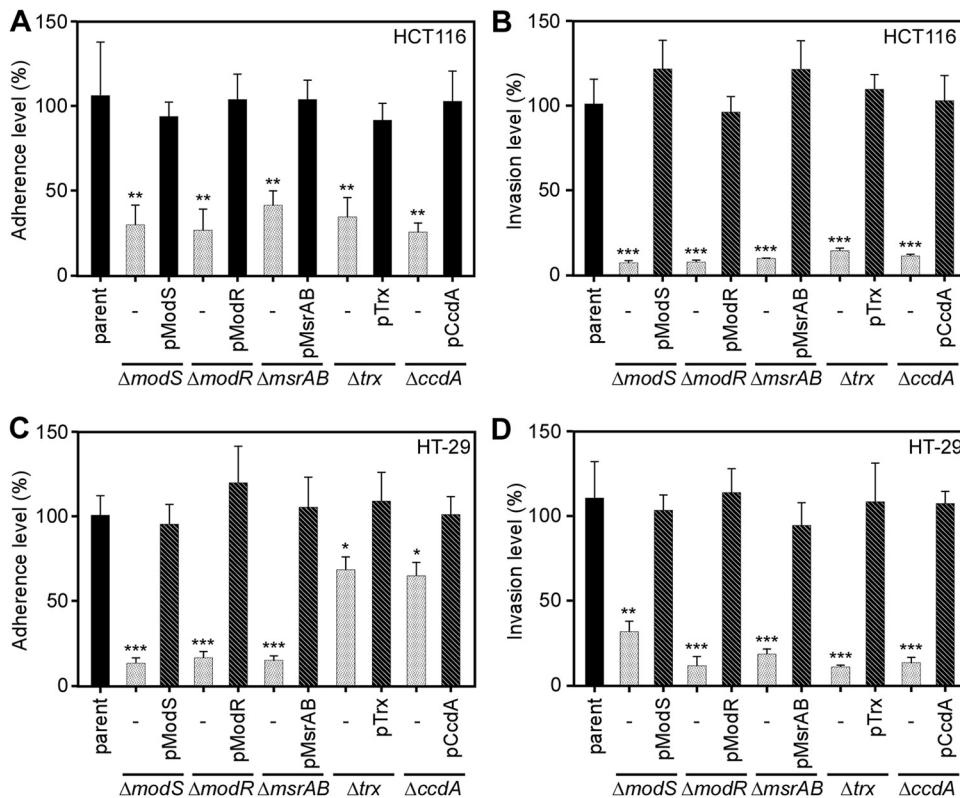 A
HCT116
Adherence level (%)
150
100
50
0
**
**
**
**
**
parent
-
pModS
-
pModR
-
pMsrAB
-
pTrx
-
pCcdA
ΔmodS
ΔmodR
ΔmsrAB
Δtrx
ΔccdA
B
HCT116
Invasion level (%)
150
100
50
0
***
***
***
***
***
parent
-
pModS
-
pModR
-
pMsrAB
-
pTrx
-
pCcdA
ΔmodS
ΔmodR
ΔmsrAB
Δtrx
ΔccdA
C
HT-29
Adherence level (%)
150
100
50
0
***
***
***
*
*
parent
-
pModS
-
pModR
-
pMsrAB
-
pTrx
-
pCcdA
ΔmodS
ΔmodR
ΔmsrAB
Δtrx
ΔccdA
D
HT-29
Invasion level (%)
150
100
50
0
**
***
***
***
***
parent
-
pModS
-
pModR
-
pMsrAB
-
pTrx
-
pCcdA
ΔmodS
ΔmodR
ΔmsrAB
Δtrx
ΔccdA